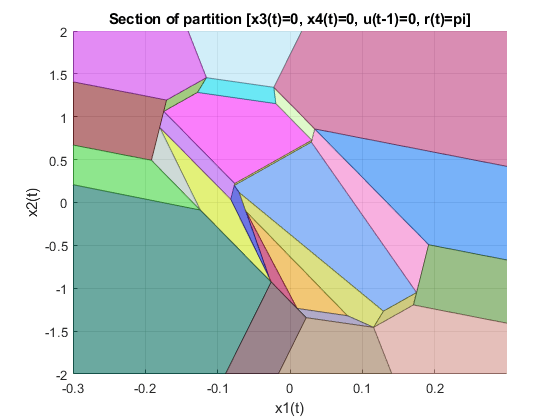 Section of partition [x3(t)=0, x4(t)=0, u(t-1)=0, r(t)=pi]
2
1.5
1
0.5
0
-0.5
-1
-1.5
-2
x2(t)
-0.3 -0.2 -0.1 0 0.1 0.2
x1(t)